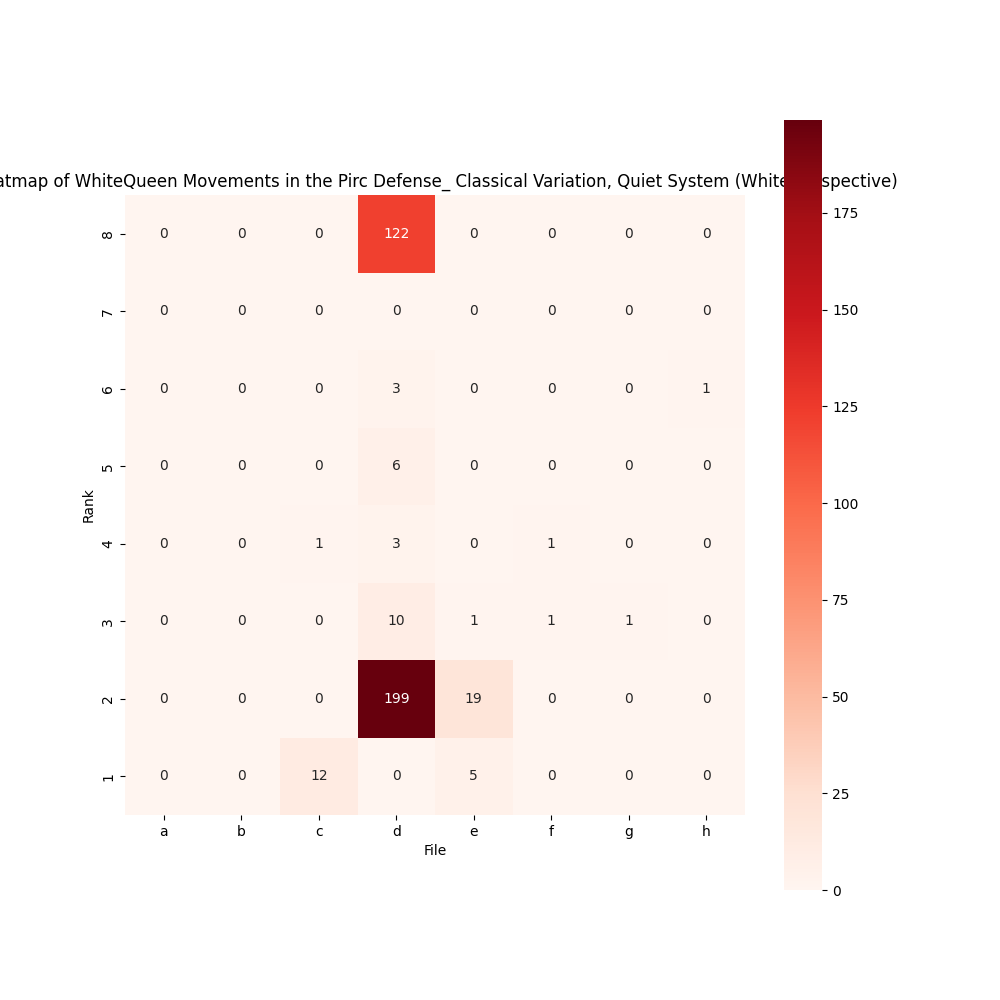 of WhiteQueen Movements in the Pirc Defense_ Classical Variation, Quiet System
8 0 0 0 122 0 0 0 0
7 0 0 0 0 0 0 0 0
6 0 0 0 3 0 0 0 1
5 0 0 0 6 0 0 0 0
4 0 0 1 3 0 1 0 0
3 0 0 0 10 1 1 1 0
2 0 0 0 199 19 0 0 0
1 0 0 12 0 5 0 0 0
a b c d e f g h
File
Rank
175
150
125
100
75
50
25
0